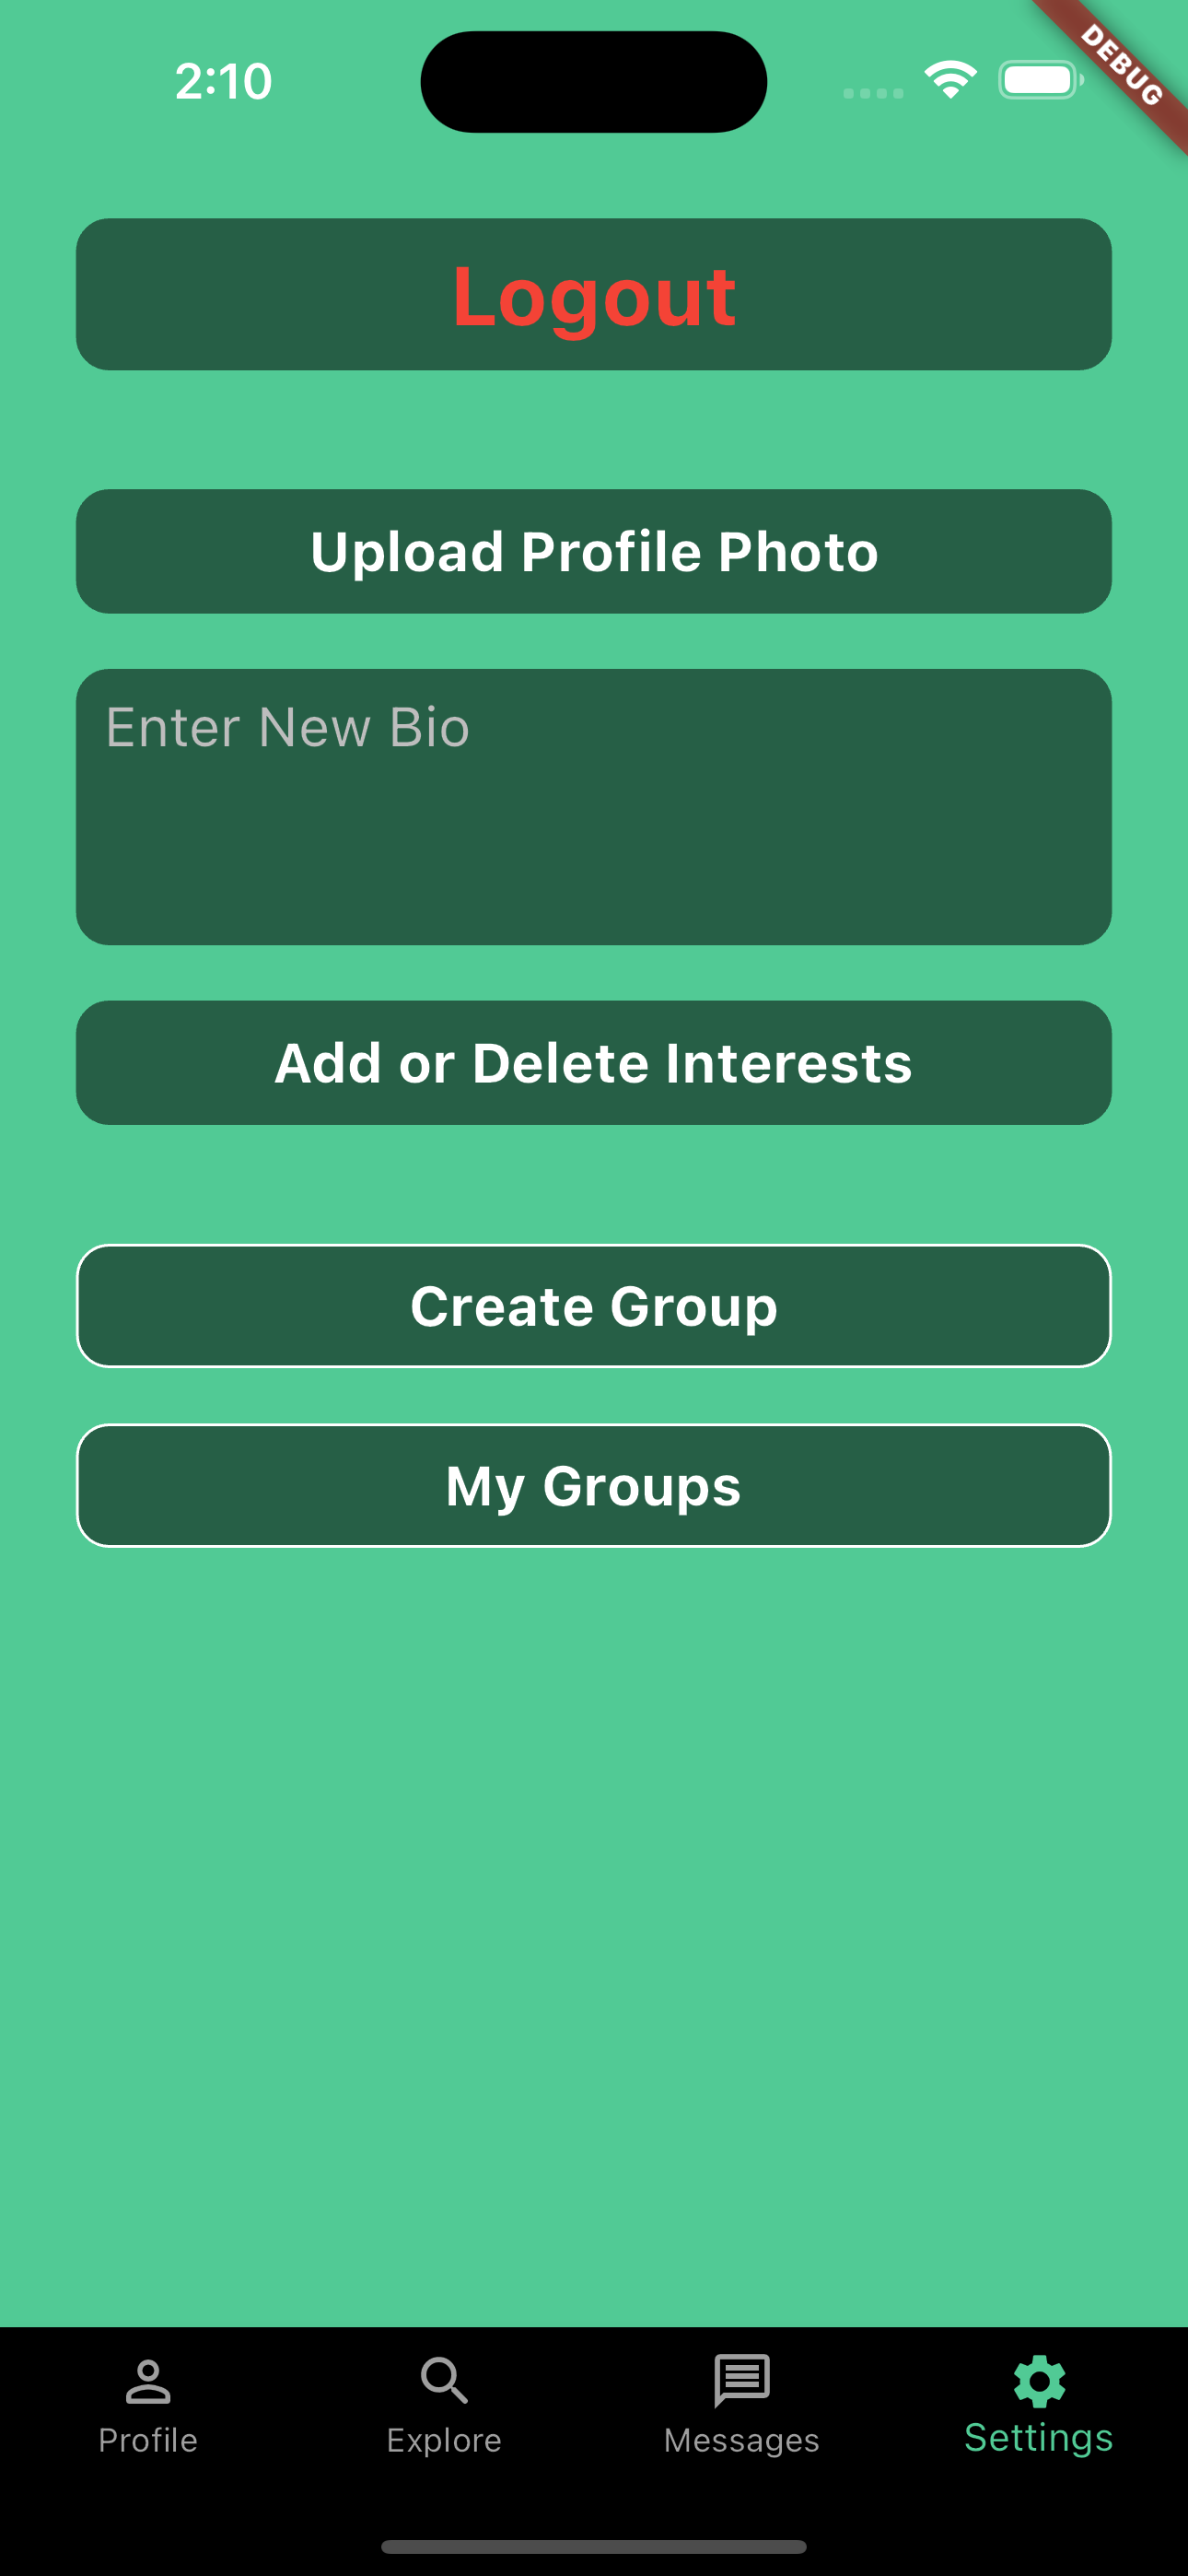 2:10
DEBUG
Logout
Upload Profile Photo
Enter New Bio
Add or Delete Interests
Create Group
My Groups
Profile
Explore
Messages
Settings